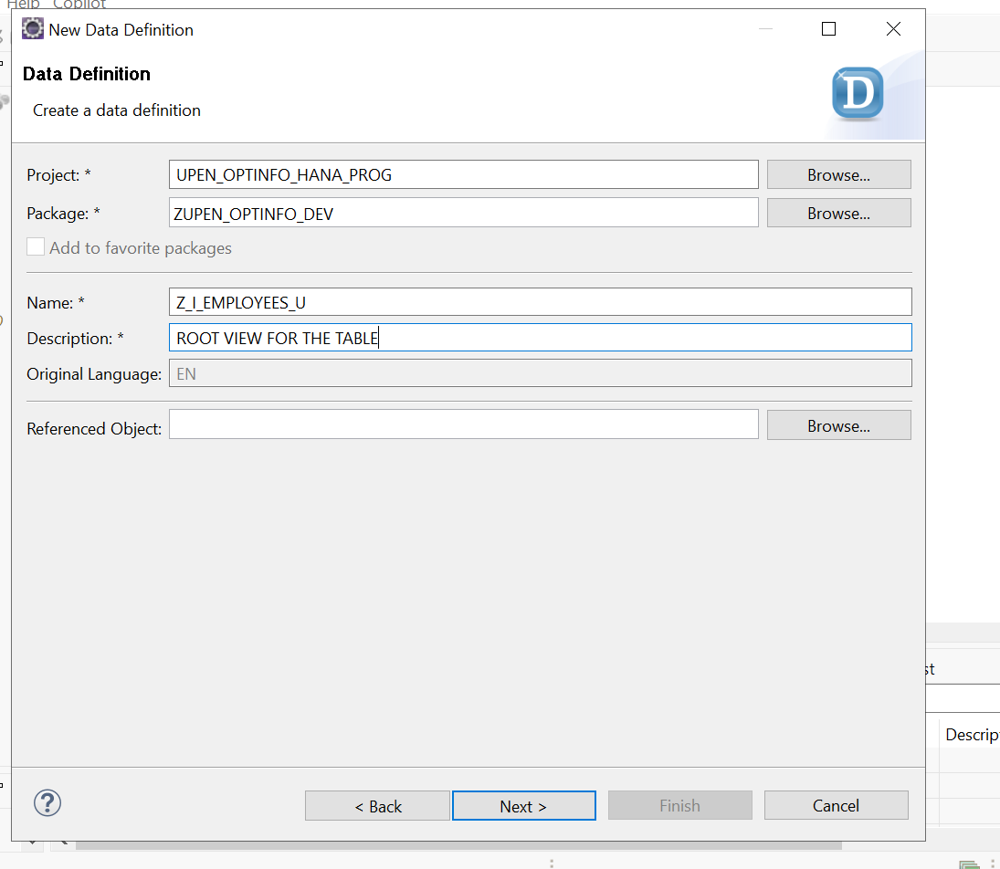 Help Copilot
New Data Definition
Data Definition
Create a data definition
D
Project: * UPEN_OPTINFO_HANA_PROG Browse...
Package: * ZUPEN_OPTINFO_DEV Browse...
Add to favorite packages
Name: * Z_I_EMPLOYEES_U
Description: * ROOT VIEW FOR THE TABLE
Original Language: EN
Referenced Object: Browse...
st
Descrip
? < Back Next > Finish Cancel